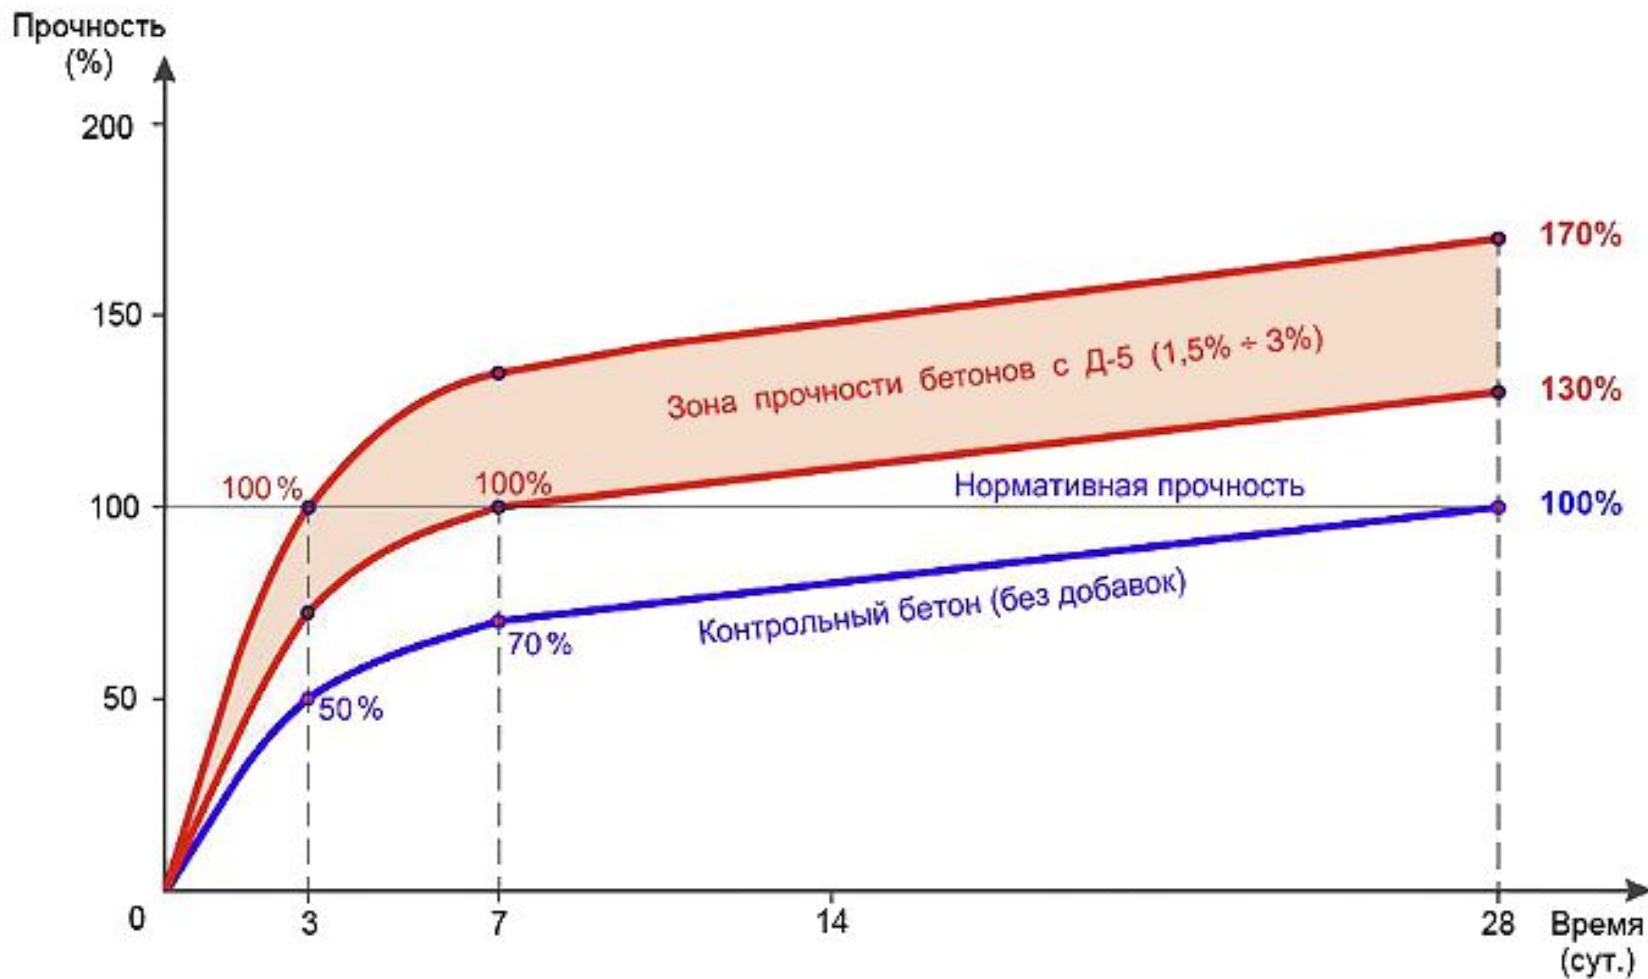 Прочность
(%)
200
170%
150
Зона прочности бетонов с Д-5 (1,5% ÷ 3%)
130%
100 %
100%
Нормативная прочность
100
100%
Контрольный бетон (без добавок)
70 %
50
50 %
0
3
7
14
28
Время
(сут.)